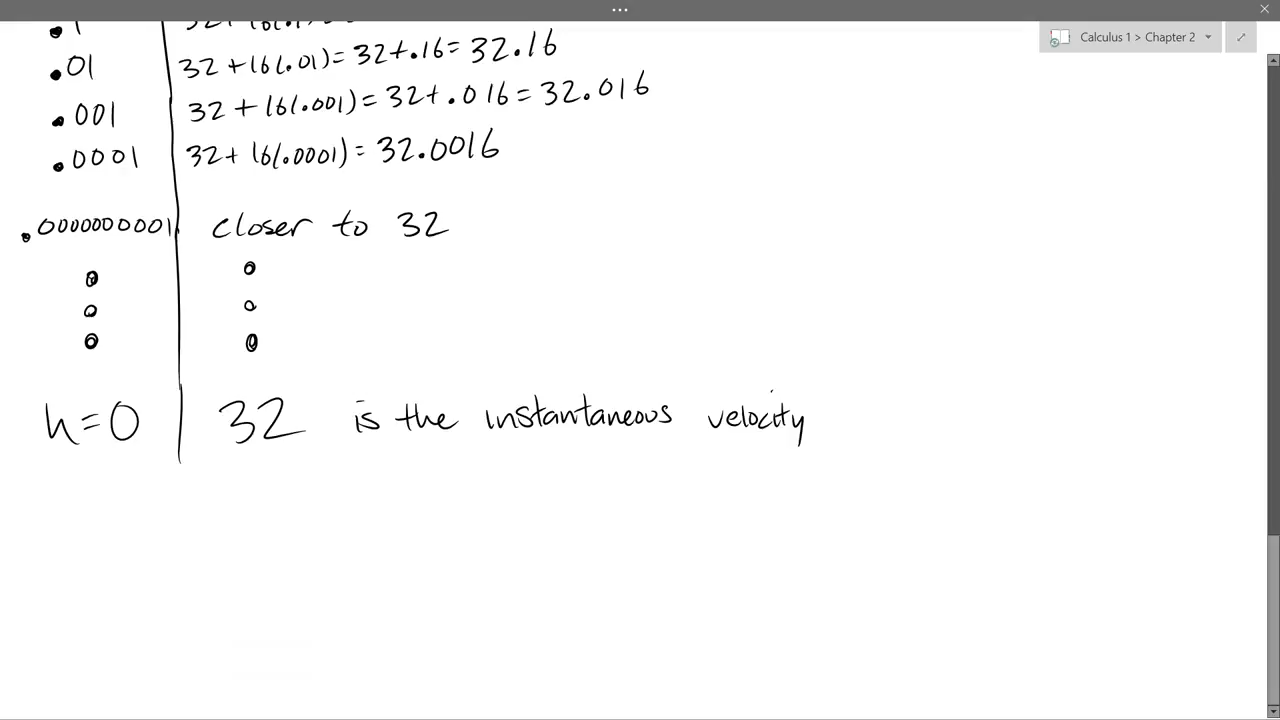 Calculus 1 > Chapter 2
.1
.01 32+16(.01)=32+.16=32.16
.001 32+16(.001)=32+.016=32.016
.0001 32+16(.0001)=32.0016
.0000000001 closer to 32
h=0 32 is the instantaneous velocity